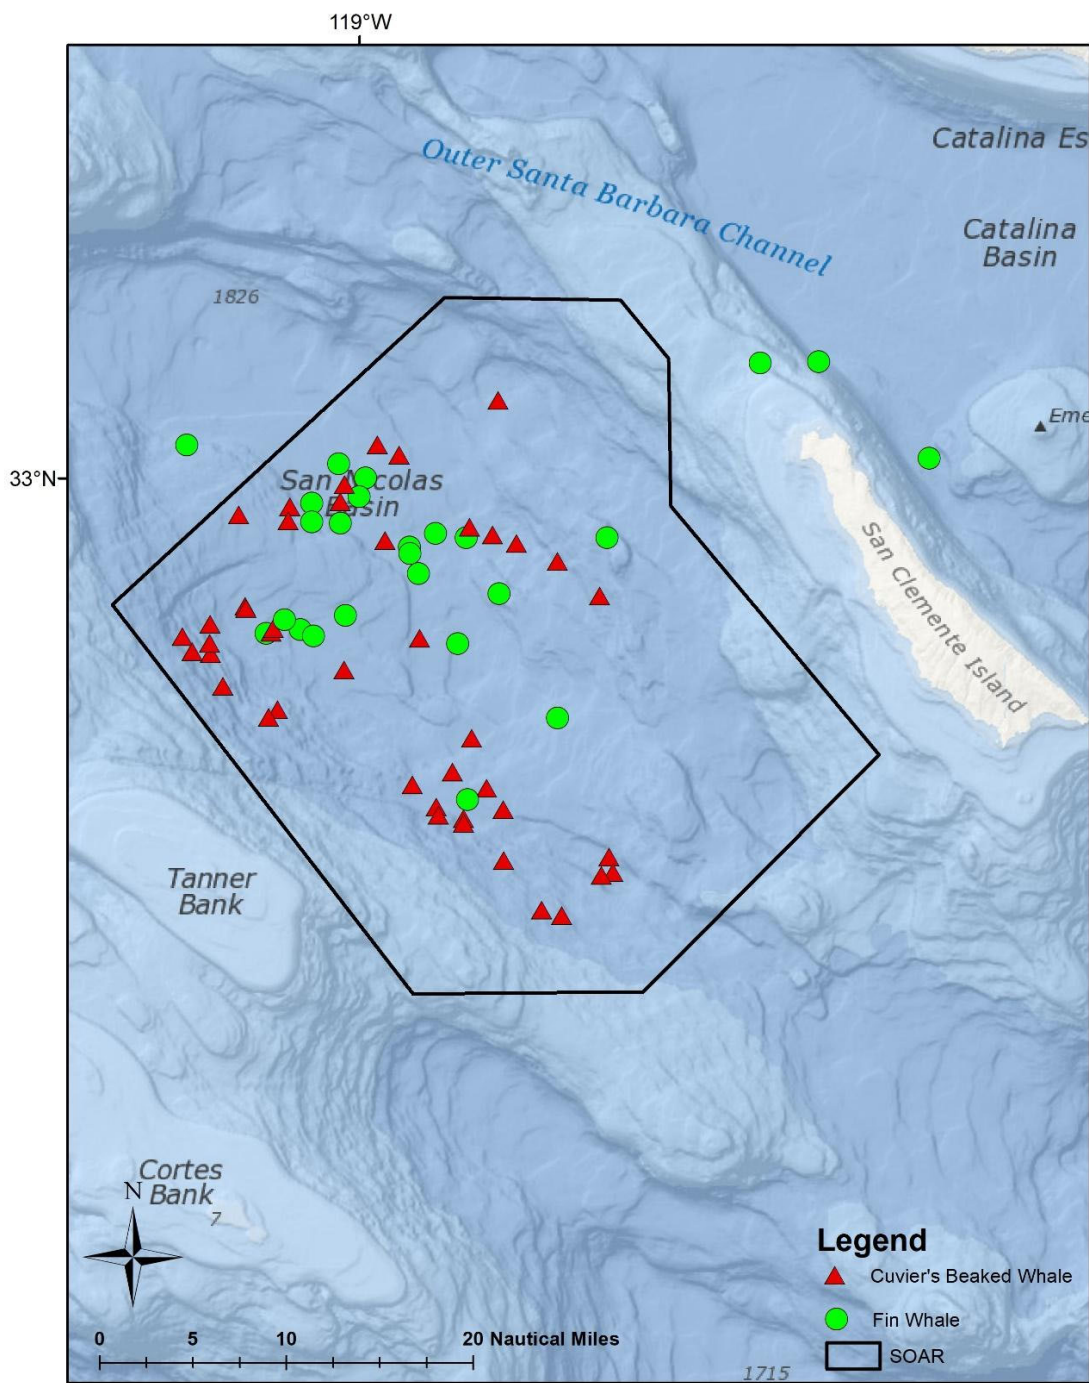 119°W
Catalina Es
Outer Santa Barbara Channel
Catalina
Basin
1826
Eme
33°N
San Nicolas
Basin
San Clemente Island
Tanner
Bank
Cortes
Bank
N
7
Legend
Cuvier's Beaked Whale
Fin Whale
SOAR
0 5 10 20 Nautical Miles
1715